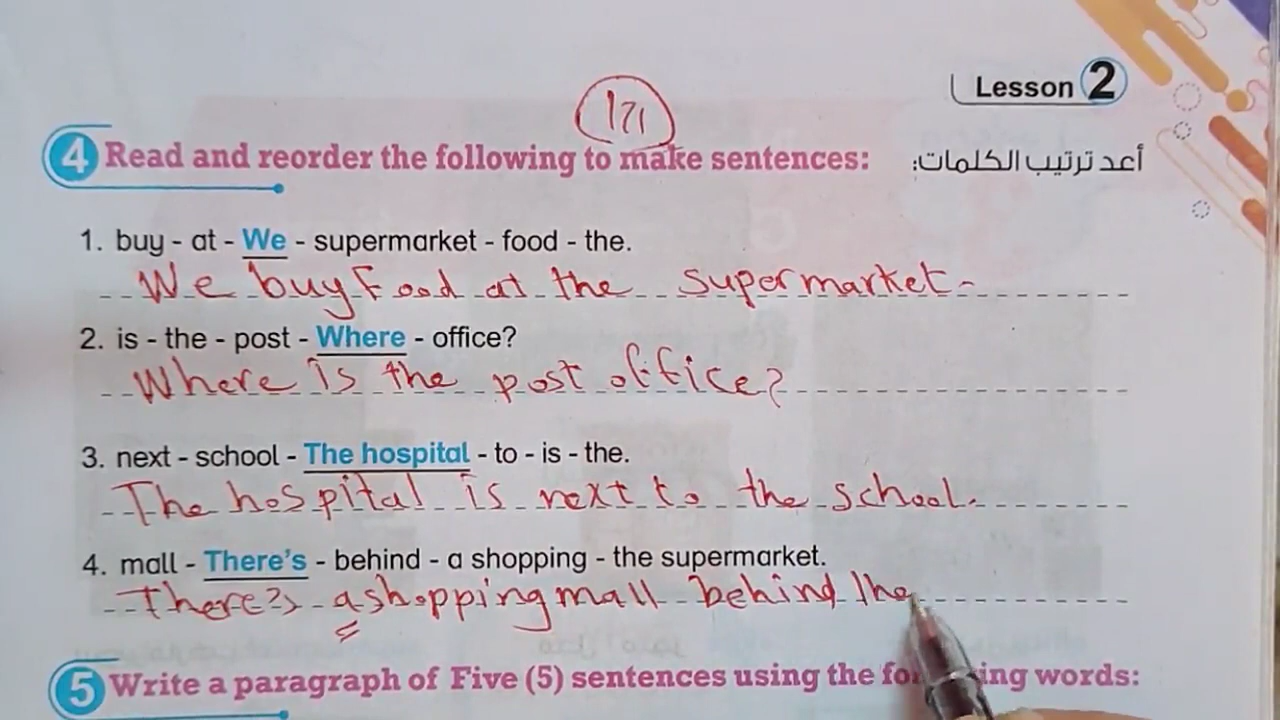 Lesson 2
171
4 Read and reorder the following to make sentences: أعد ترتيب الكلمات:
1. buy - at - We - supermarket - food - the.
We buy Food at the supermarket.
2. is - the - post - Where - office?
Where is the post office?
3. next - school - The hospital - to - is - the.
The hospital is next to the school.
4. mall - There's - behind - a shopping - the supermarket.
There's a shopping mall behind the
5 Write a paragraph of Five (5) sentences using the words: